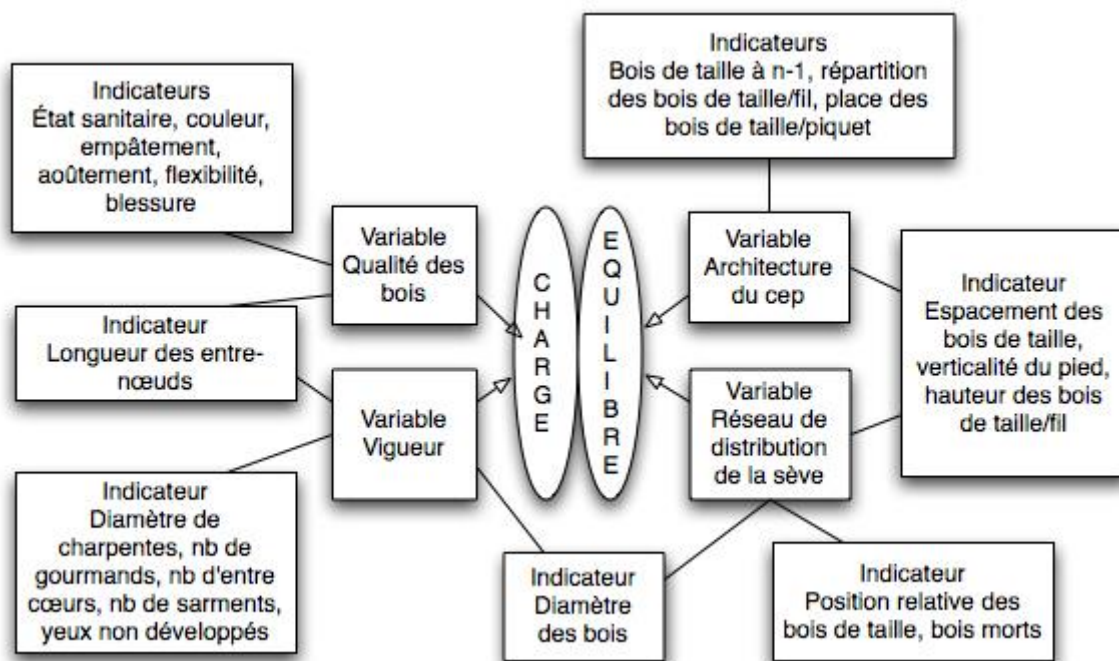 Indicateurs
État sanitaire, couleur,
empâtement,
aoûtement, flexibilité,
blessure
Indicateurs
Bois de taille à n-1, répartition
des bois de taille/fil, place des
bois de taille/piquet
Variable
Qualité des
bois
CHARGE
EQUILIBRE
Variable
Architecture
du cep
Indicateur
Espacement des
bois de taille,
verticalité du pied,
hauteur des bois
de taille/fil
Indicateur
Longueur des entre-
nœuds
Variable
Vigueur
Variable
Réseau de
distribution
de la sève
Indicateur
Diamètre de
charpentes, nb de
gourmands, nb d'entre
cœurs, nb de sarments,
yeux non développés
Indicateur
Diamètre
des bois
Indicateur
Position relative des
bois de taille, bois morts